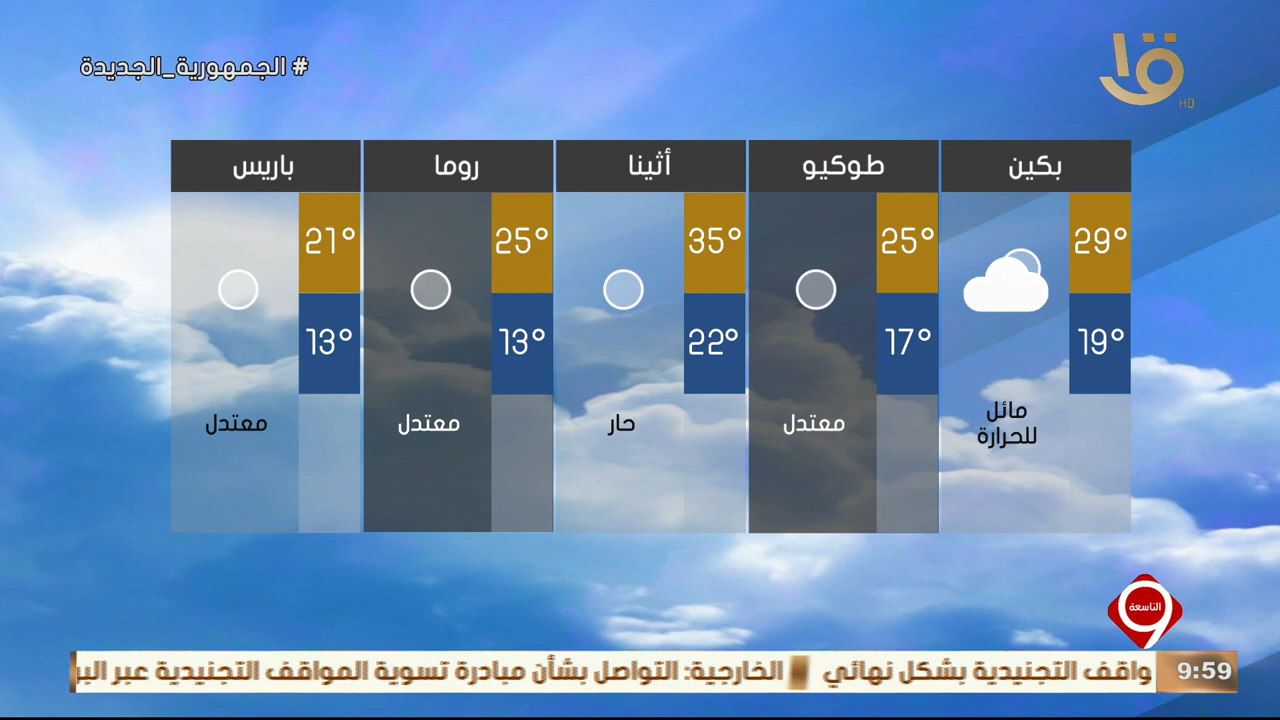 #الجمهورية_الجديدة
HD
بكين
29°
19°
مائل
للحرارة
طوكيو
25°
17°
معتدل
أثينا
35°
22°
حار
روما
25°
13°
معتدل
باريس
21°
13°
معتدل
9
التاسعة
9:59
واقف التجنيدية بشكل نهائي الخارجية: التواصل بشأن مبادرة تسوية المواقف التجنيدية عبر البر